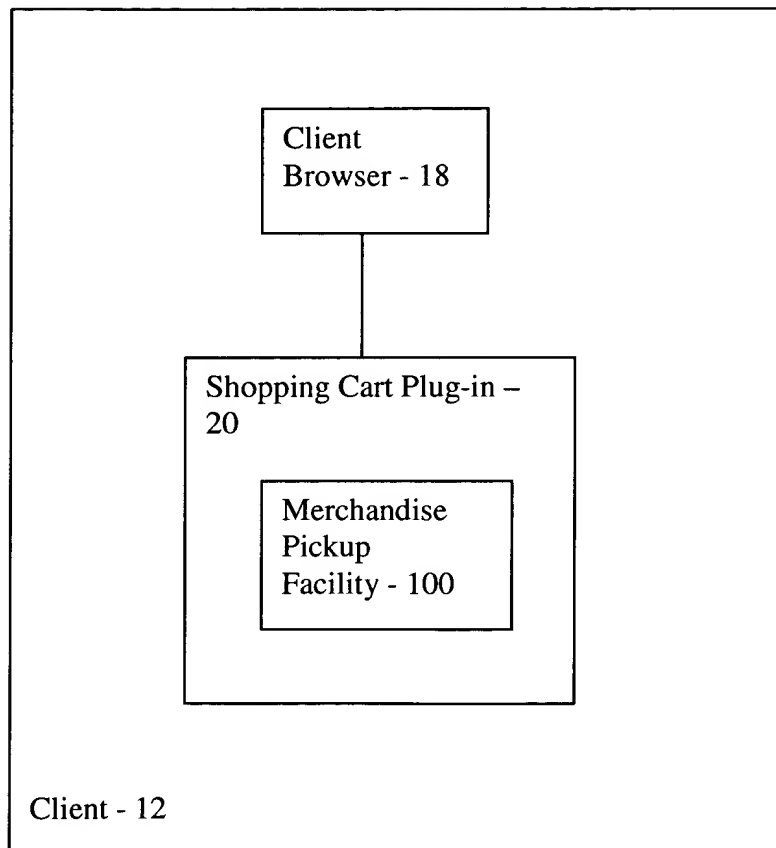 Client
Browser - 18
Shopping Cart Plug-in –
20
Merchandise
Pickup
Facility - 100
Client - 12